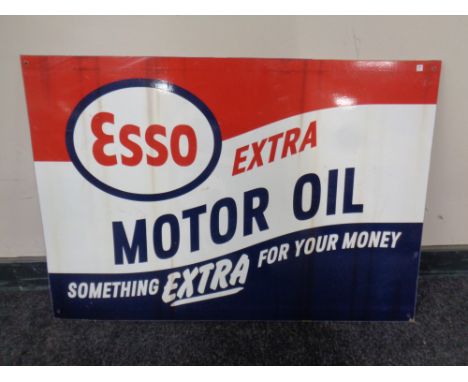 Esso
EXTRA
MOTOR OIL
SOMETHING EXTRA FOR YOUR MONEY